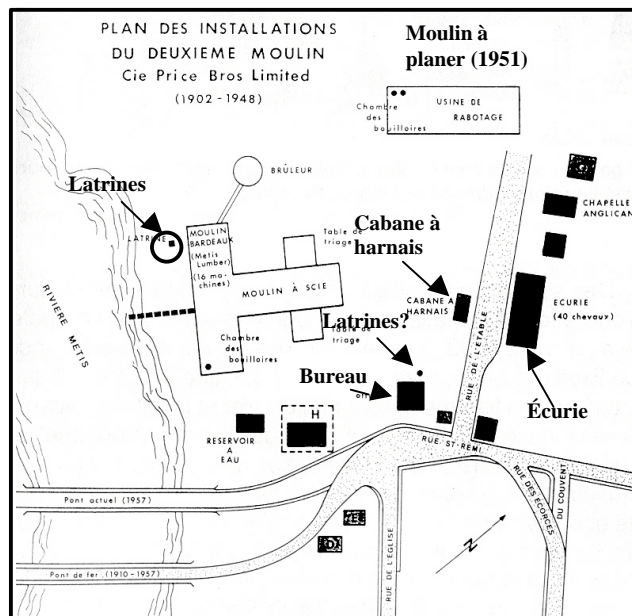 PLAN DES INSTALLATIONS
DU DEUXIEME MOULIN
Cie Price Bros Limited
(1902-1948)
Moulin à
planer (1951)
Chambre
des
bouilloires
USINE DE
RABOTAGE
BRÛLEUR
CHAPELLE
ANGLICAN
Latrines
LATRINE
MOULIN
BARDEAUX
(Metis
Lumber)
(16 ma-
chines)
Table de
triage
MOULIN À SCIE
Cabane à
harnais
CABANE A
HARNAIS
ECURIE
(40 chevaux)
RIVIERE METIS
RUE DE L'ETABLE
Latrines?
Table de
triage
Chambre
des
bouilloires
Bureau
Écurie
H
RESERVOIR
A
EAU
RUE ST-REMI
Pont actuel (1957)
RUE DES ÉCORCES
DU COUVENT
Pont de fer (1910-1957)
RUE DE L'EGLISE
N